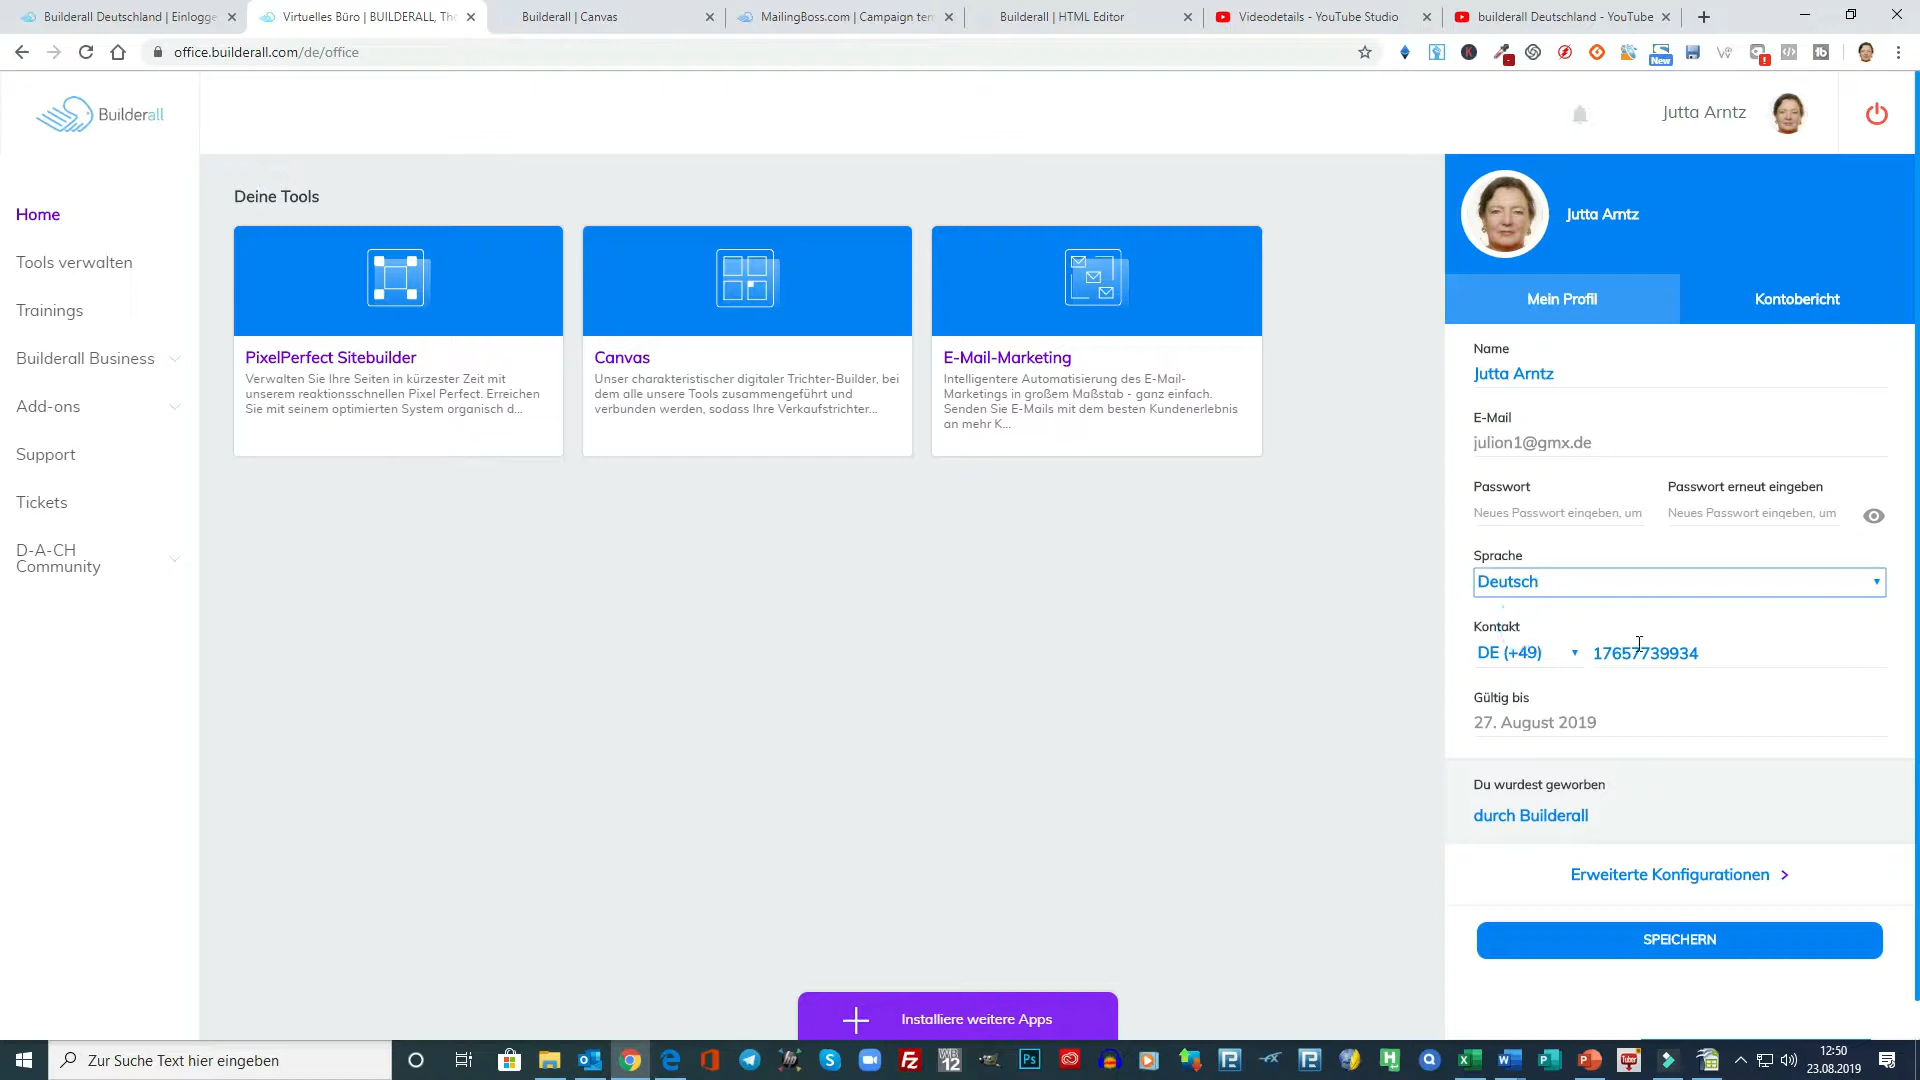 Builderall Deutschland | Einlogge
Virtuelles Büro | BUILDERALL, The
Builderall | Canvas
MailingBoss.com | Campaign tem
Builderall | HTML Editor
Videodetails - YouTube Studio
builderall Deutschland - YouTube
office.builderall.com/de/office
New
Builderall
Jutta Arntz
Home
Tools verwalten
Trainings
Builderall Business
Add-ons
Support
Tickets
D-A-CH
Community
Deine Tools
PixelPerfect Sitebuilder
Verwalten Sie Ihre Seiten in kürzester Zeit mit
unserem reaktionsschnellen Pixel Perfect. Erreichen
Sie mit seinem optimierten System organisch d...
Canvas
Unser charakteristischer digitaler Trichter-Builder, bei
dem alle unsere Tools zusammengeführt und
verbunden werden, sodass Ihre Verkaufstrichter...
E-Mail-Marketing
Intelligentere Automatisierung des E-Mail-
Marketings in großem Maßstab - ganz einfach.
Senden Sie E-Mails mit dem besten Kundenerlebnis
an mehr K...
Jutta Arntz
Mein Profil
Kontobericht
Name
Jutta Arntz
E-Mail
julion1@gmx.de
Passwort
Passwort erneut eingeben
Neues Passwort eingeben, um
Neues Passwort eingeben, um
Sprache
Deutsch
Kontakt
DE (+49)
17657739934
Gültig bis
27. August 2019
Du wurdest geworben
durch Builderall
Erweiterte Konfigurationen
SPEICHERN
Installiere weitere Apps
Zur Suche Text hier eingeben
12:50
23.08.2019